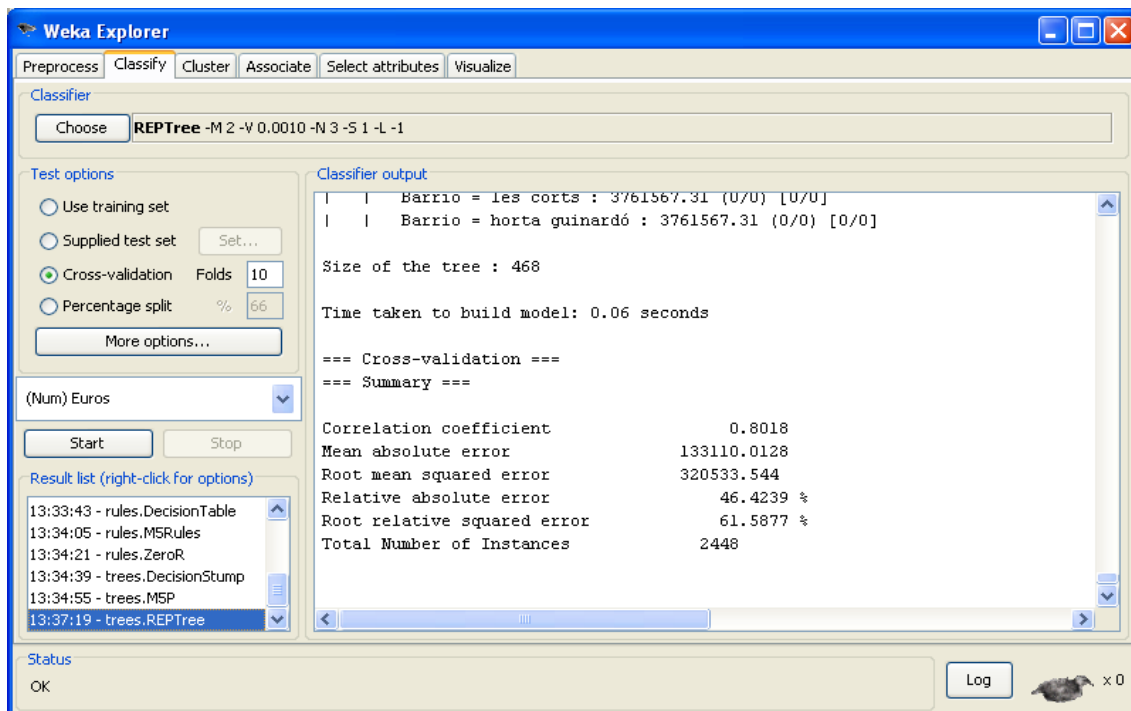 Weka Explorer
Preprocess Classify Cluster Associate Select attributes Visualize
Classifier
Choose REPTree -M 2 -V 0.0010 -N 3 -S 1 -L -1
Test options
Use training set
Supplied test set Set...
Cross-validation Folds 10
Percentage split % 66
More options...
(Num) Euros
Start Stop
Result list (right-click for options)
13:33:43 - rules.DecisionTable
13:34:05 - rules.M5Rules
13:34:21 - rules.ZeroR
13:34:39 - trees.DecisionStump
13:34:55 - trees.M5P
13:37:19 - trees.REPTree
Classifier output
| | Barrio = les corts : 3761567.31 (0/0) [0/0]
| | Barrio = horta guinardó : 3761567.31 (0/0) [0/0]
Size of the tree : 468
Time taken to build model: 0.06 seconds
=== Cross-validation ===
=== Summary ===
Correlation coefficient 0.8018
Mean absolute error 133110.0128
Root mean squared error 320533.544
Relative absolute error 46.4239 %
Root relative squared error 61.5877 %
Total Number of Instances 2448
Status
OK
Log
x 0